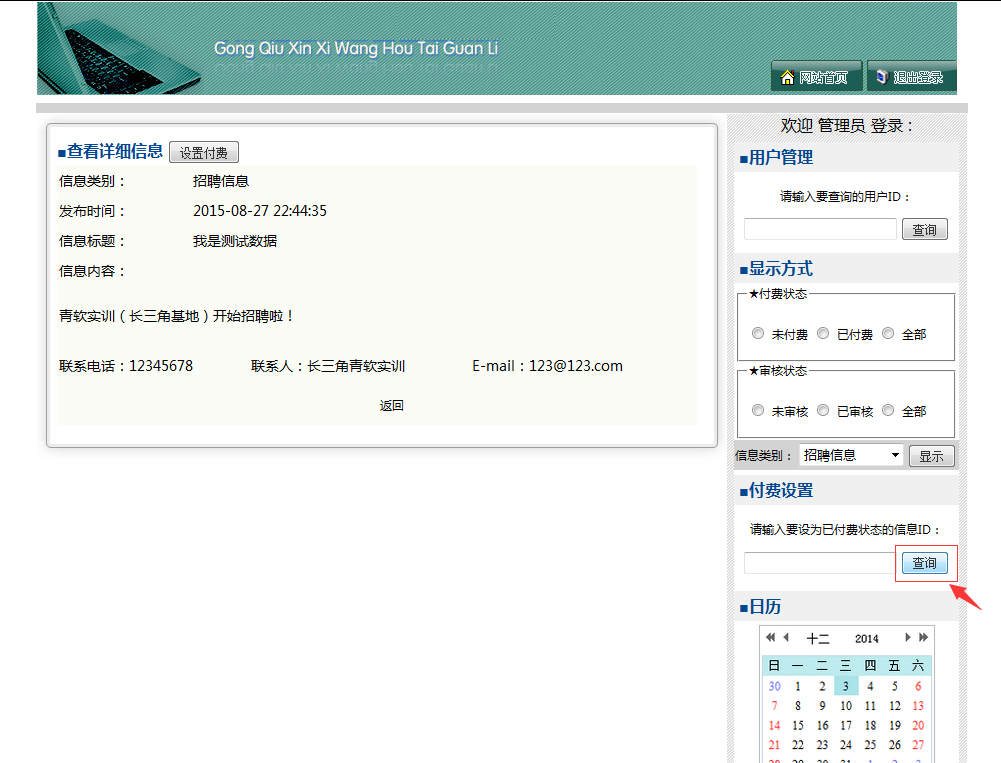 Gong Qiu Xin Xi Wang Hou Tai Guan Li
网站首页 退出登录
■查看详细信息 设置付费
信息类别： 招聘信息
发布时间： 2015-08-27 22:44:35
信息标题： 我是测试数据
信息内容：
青软实训（长三角基地）开始招聘啦！
联系电话：12345678 联系人：长三角青软实训 E-mail：123@123.com
返回
欢迎 管理员 登录：
■用户管理
请输入要查询的用户ID：
查询
■显示方式
★付费状态
未付费 已付费 全部
★审核状态
未审核 已审核 全部
信息类别： 招聘信息 显示
■付费设置
请输入要设为已付费状态的信息ID：
查询
■日历
十二 2014
日 一 二 三 四 五 六
30 1 2 3 4 5 6
7 8 9 10 11 12 13
14 15 16 17 18 19 20
21 22 23 24 25 26 27